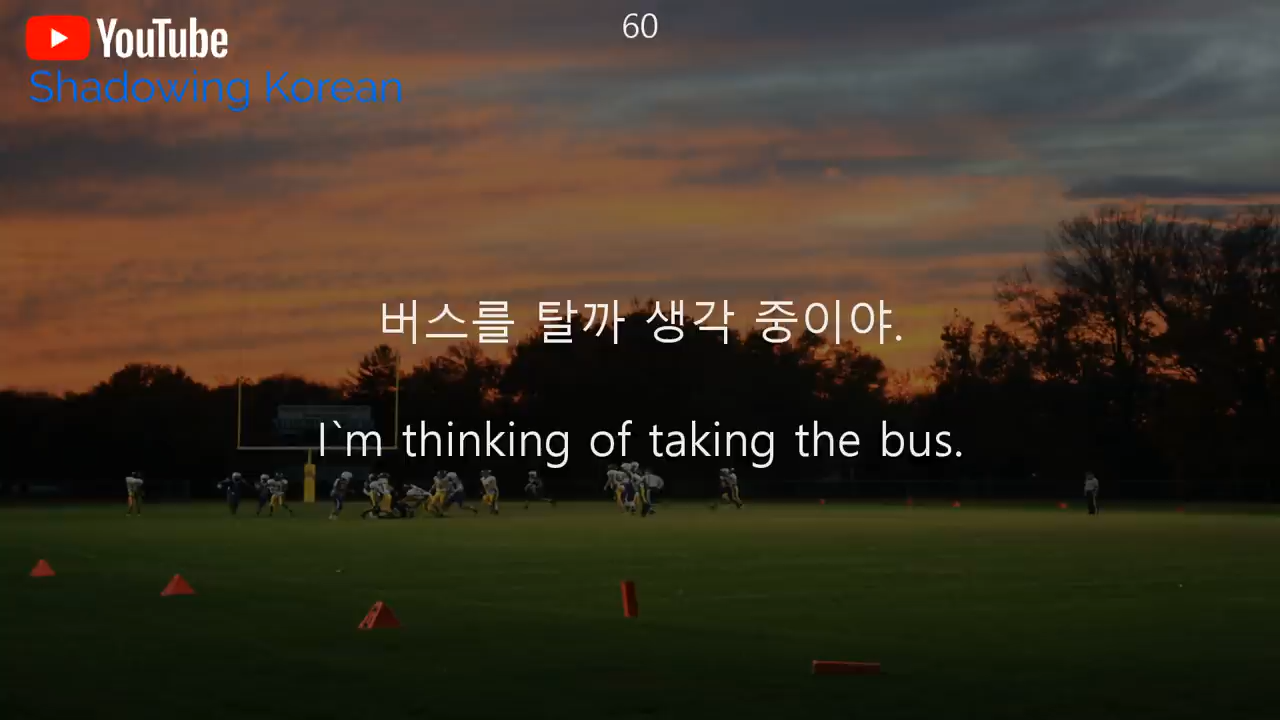 60
YouTube
Shadowing Korean
버스를 탈까 생각 중이야.
I`m thinking of taking the bus.